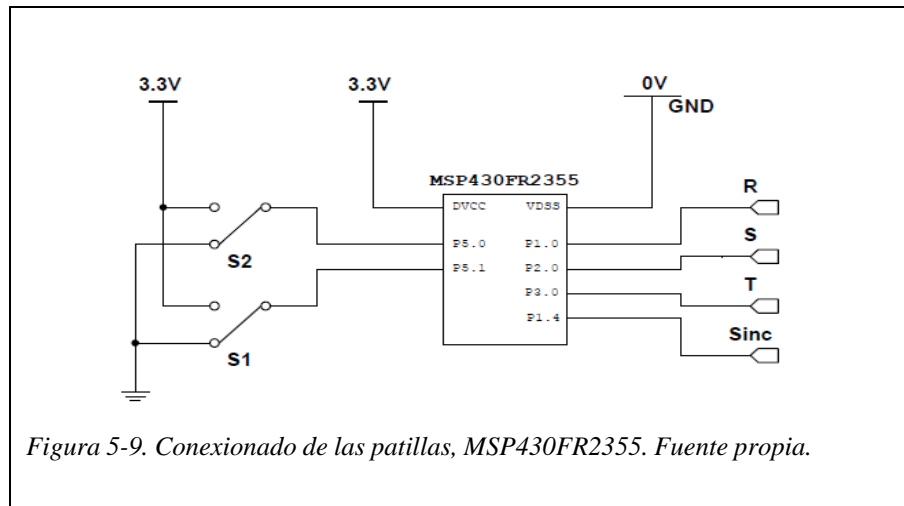 3.3V
3.3V
0V
GND
MSP430FR2355
DVCC VDSS
P5.0 P1.0
P5.1 P2.0
P3.0
P1.4
R
S
T
Sinc
S2
S1
Figura 5-9. Conexionado de las patillas, MSP430FR2355. Fuente propia.